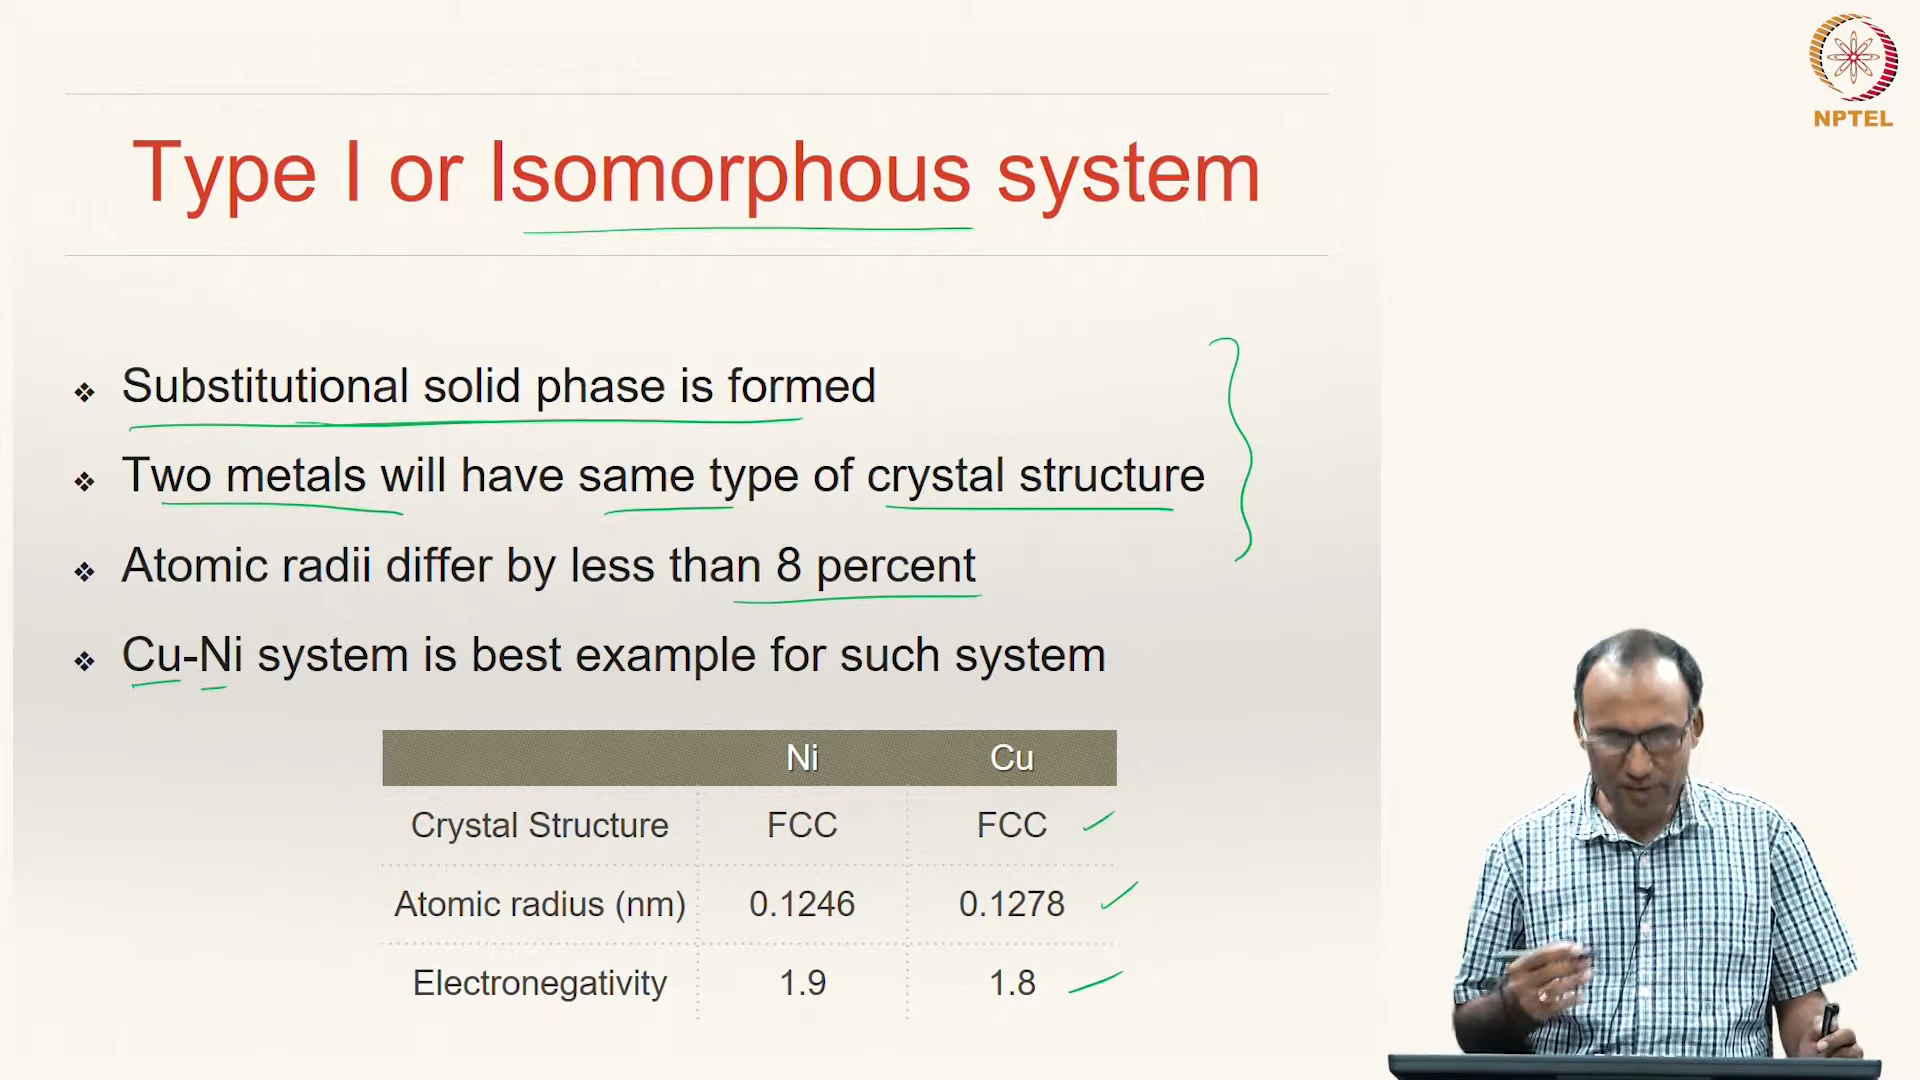 NPTEL
Type I or Isomorphous system
❖ Substitutional solid phase is formed
❖ Two metals will have same type of crystal structure
❖ Atomic radii differ by less than 8 percent
❖ Cu-Ni system is best example for such system
Ni Cu
Crystal Structure FCC FCC
Atomic radius (nm) 0.1246 0.1278
Electronegativity 1.9 1.8